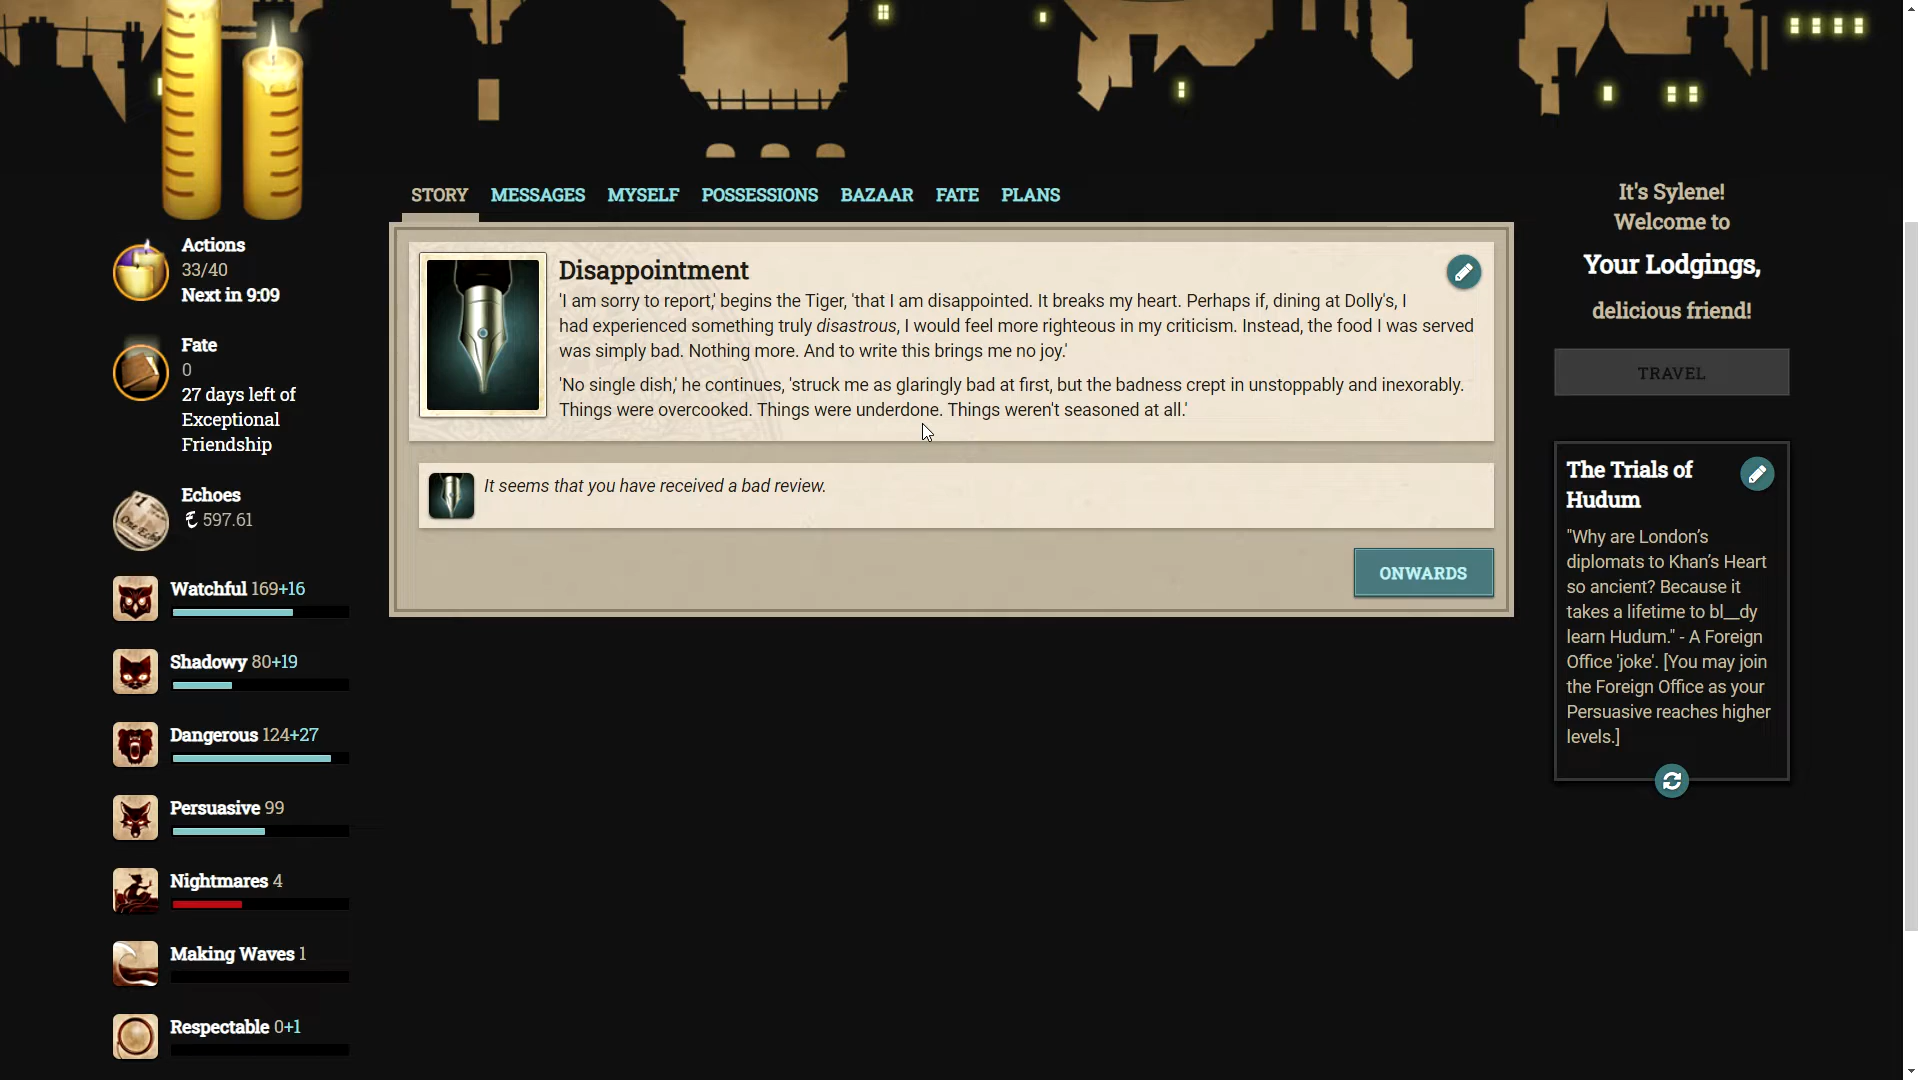 STORY MESSAGES MYSELF POSSESSIONS BAZAAR FATE PLANS
Actions
33/40
Next in 9:09
Fate
0
27 days left of
Exceptional
Friendship
Echoes
597.61
Watchful 169+16
Shadowy 80+19
Dangerous 124+27
Persuasive 99
Nightmares 4
Making Waves 1
Respectable 0+1
Disappointment
'I am sorry to report,' begins the Tiger, 'that I am disappointed. It breaks my heart. Perhaps if, dining at Dolly's, I
had experienced something truly disastrous, I would feel more righteous in my criticism. Instead, the food I was served
was simply bad. Nothing more. And to write this brings me no joy.'
'No single dish,' he continues, 'struck me as glaringly bad at first, but the badness crept in unstoppably and inexorably.
Things were overcooked. Things were underdone. Things weren't seasoned at all.'
It seems that you have received a bad review.
ONWARDS
It's Sylene!
Welcome to
Your Lodgings,
delicious friend!
TRAVEL
The Trials of
Hudum
"Why are London's
diplomats to Khan's Heart
so ancient? Because it
takes a lifetime to bl__dy
learn Hudum." - A Foreign
Office 'joke'. [You may join
the Foreign Office as your
Persuasive reaches higher
levels.]